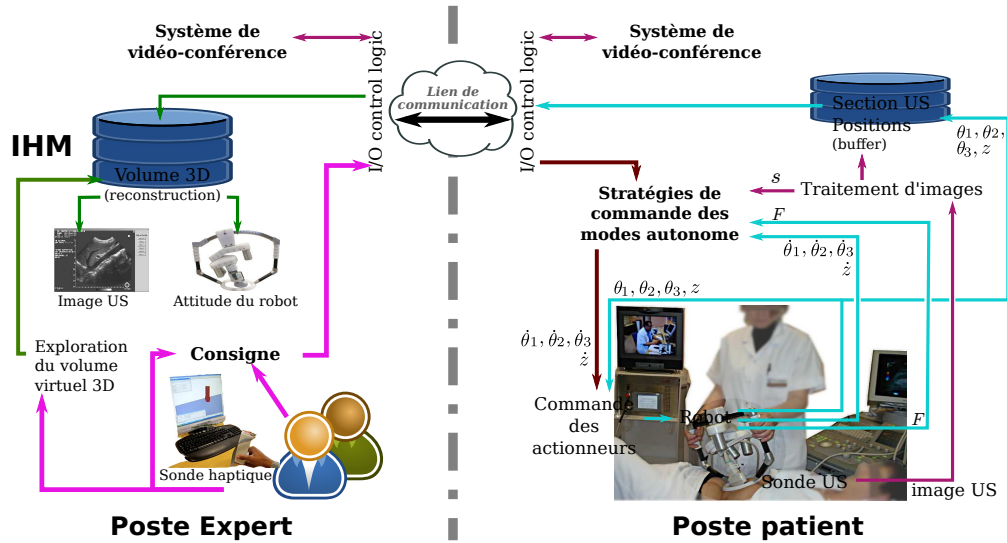 Système de
vidéo-conférence
I/O control logic
Lien de
communication
I/O control logic
Système de
vidéo-conférence
IHM
Volume 3D
(reconstruction)
Image US
Attitude du robot
Exploration
du volume
virtuel 3D
Consigne
Sonde haptique
Poste Expert
Section US
Positions
(buffer)
θ₁, θ₂,
θ₃, z
s
Traitement d'images
Stratégies de
commande des
modes autonome
F
θ̇₁, θ̇₂, θ̇₃
ż
θ₁, θ₂, θ₃, z
θ̇₁, θ̇₂, θ̇₃
ż
Commande
des
actionneurs
Robot
F
Sonde US
image US
Poste patient